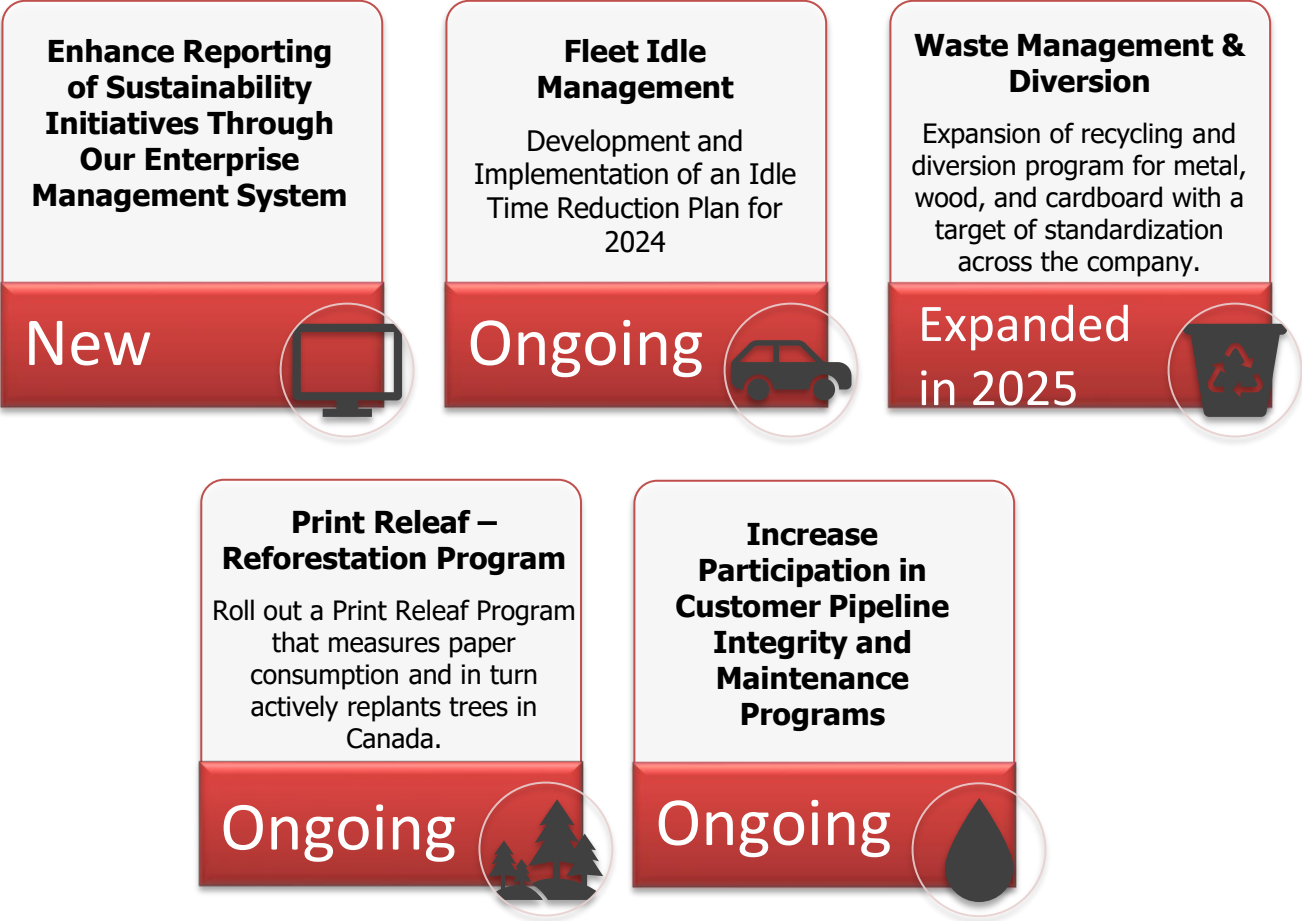 Enhance Reporting
of Sustainability
Initiatives Through
Our Enterprise
Management System
New
Fleet Idle
Management
Development and
Implementation of an Idle
Time Reduction Plan for
2024
Ongoing
Waste Management &
Diversion
Expansion of recycling and
diversion program for metal,
wood, and cardboard with a
target of standardization
across the company.
Expanded
in 2025
Print Releaf –
Reforestation Program
Roll out a Print Releaf Program
that measures paper
consumption and in turn
actively replants trees in
Canada.
Ongoing
Increase
Participation in
Customer Pipeline
Integrity and
Maintenance
Programs
Ongoing